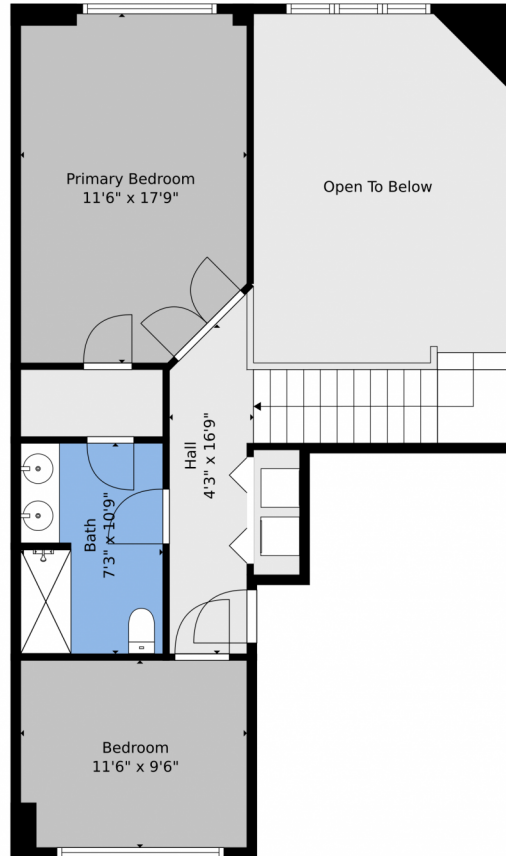 Primary Bedroom
11'6" x 17'9"
Open To Below
Hall
4'3" x 16'9"
Bath
7'3" x 10'9"
Bedroom
11'6" x 9'6"